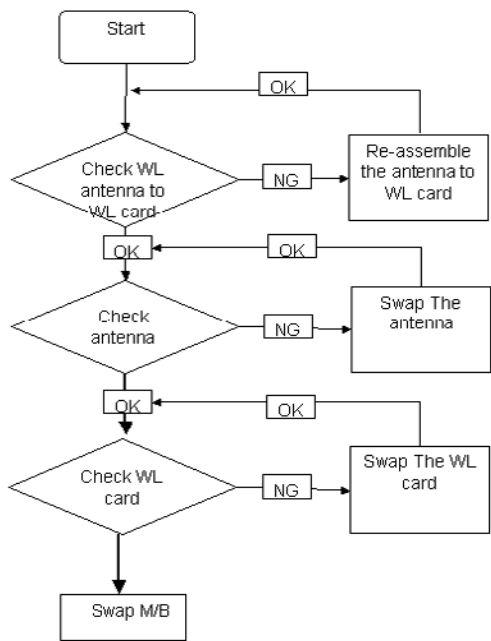 Start
OK
Check WL
antenna to
WL card
NG
Re-assemble
the antenna to
WL card
OK
OK
Check
antenna
NG
Swap The
antenna
OK
OK
Check WL
card
NG
Swap The WL
card
Swap M/B